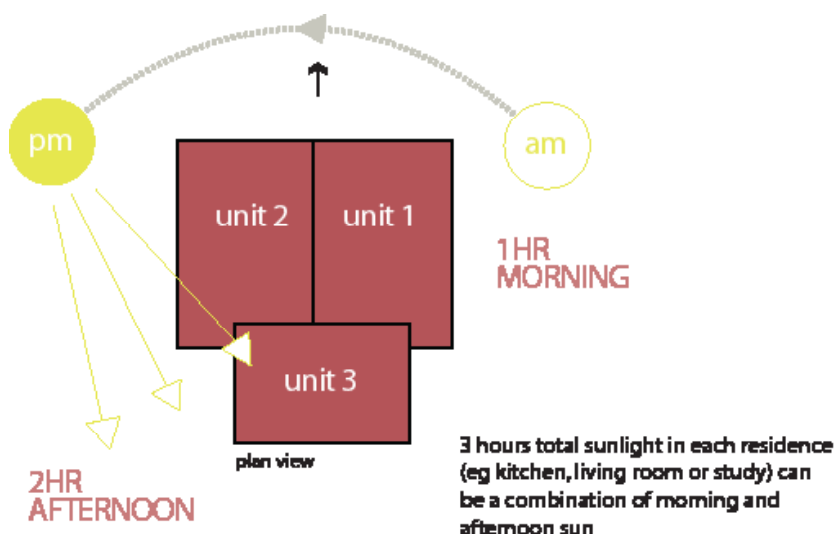 pm
am
unit 2
unit 1
1HR
MORNING
unit 3
plan view
2HR
AFTERNOON
3 hours total sunlight in each residence
(eg kitchen, living room or study) can
be a combination of morning and
afternoon sun